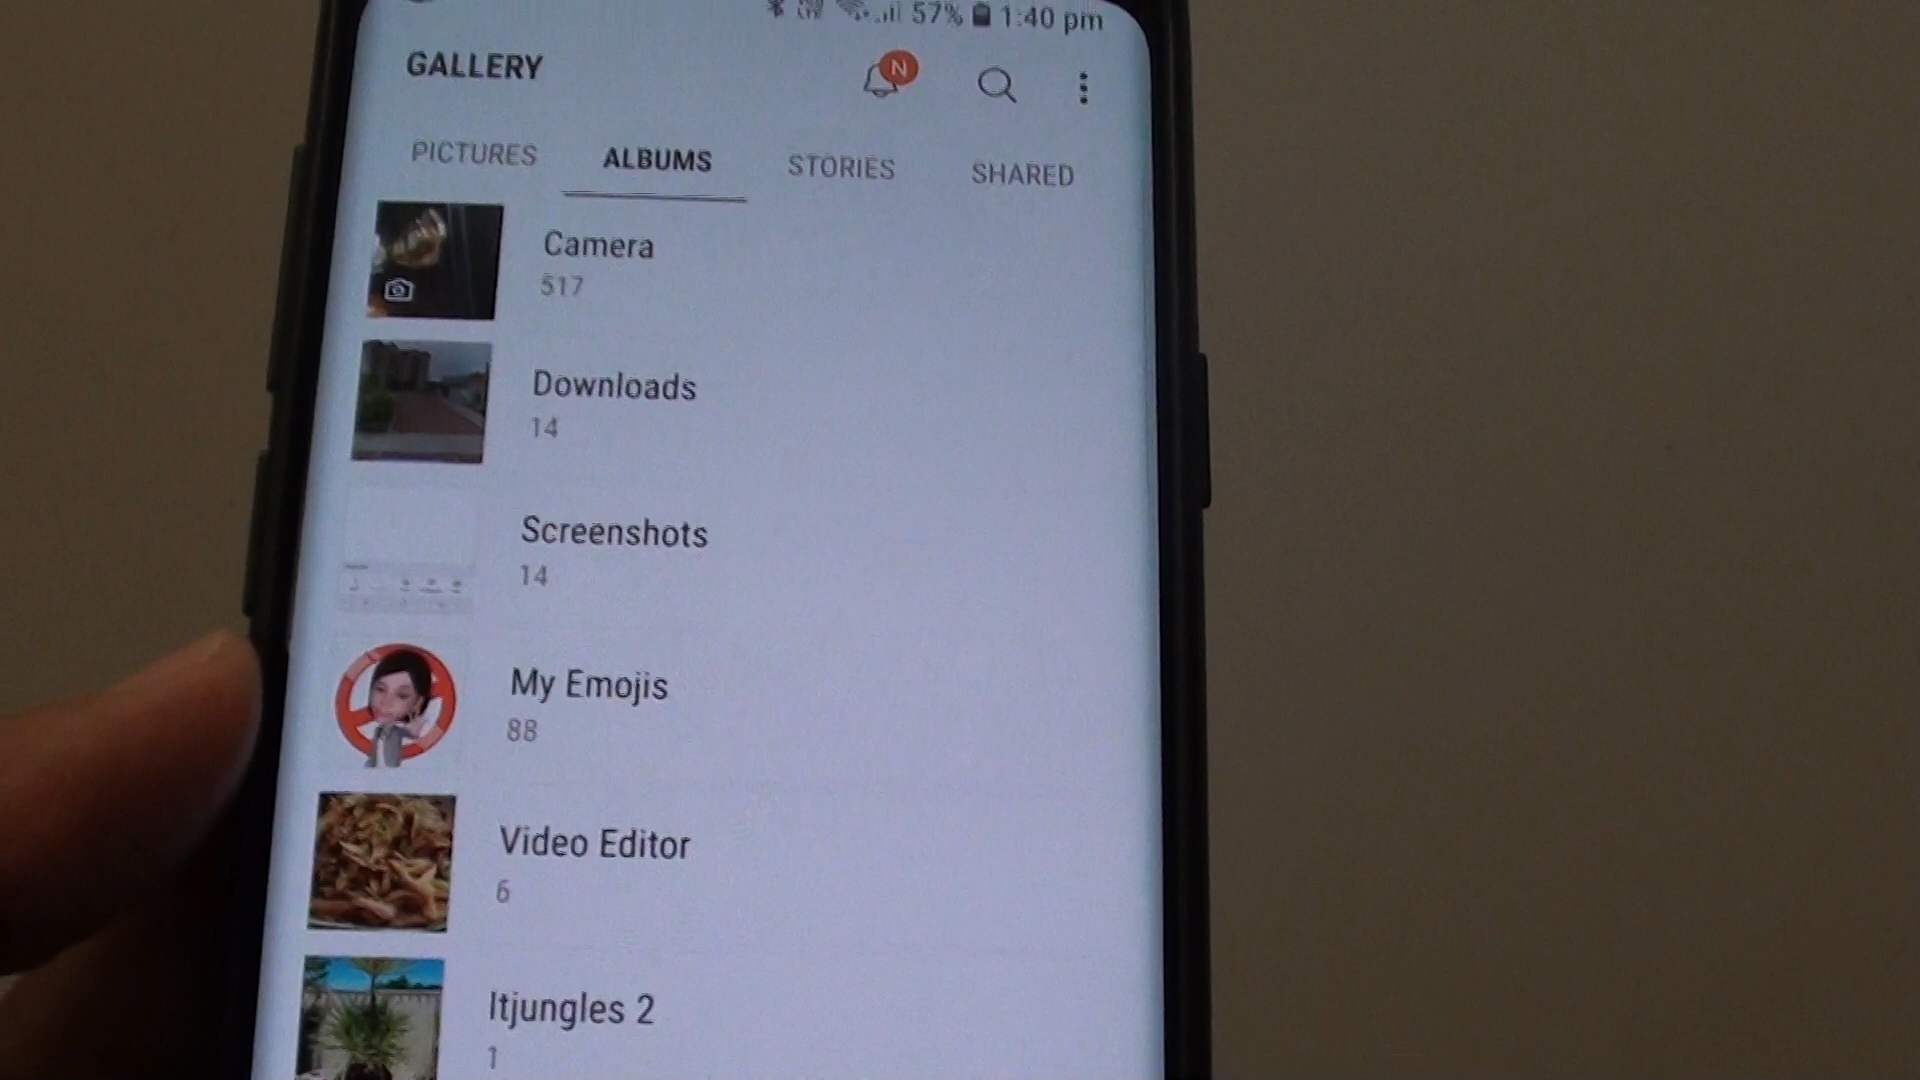 57% 1:40 pm
GALLERY
N
PICTURES ALBUMS STORIES SHARED
Camera
517
Downloads
14
Screenshots
14
My Emojis
88
Video Editor
6
Itjungles 2
1